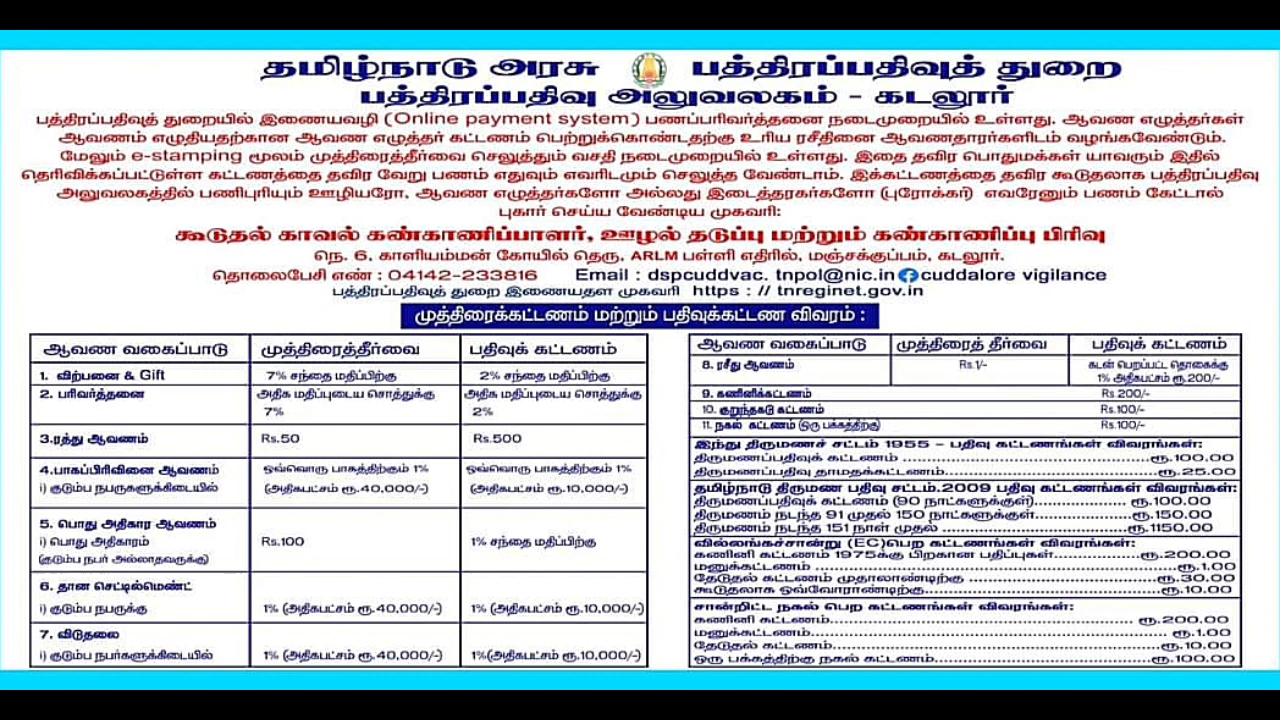 தமிழ்நாடு அரசு பத்திரப்பதிவுத் துறை
பத்திரப்பதிவு அலுவலகம் - கடலூர்
பத்திரப்பதிவுத் துறையில் இணையவழி (Online payment system) பணப்பரிவர்த்தனை நடைமுறையில் உள்ளது. ஆவண எழுத்தர்கள்
ஆவணம் எழுதியதற்கான ஆவண எழுத்தர் கட்டணம் பெற்றுக்கொண்டதற்கு உரிய ரசீதினை ஆவணதாரர்களிடம் வழங்கவேண்டும்.
மேலும் e-stamping மூலம் முத்திரைத்தீர்வை செலுத்தும் வசதி நடைமுறையில் உள்ளது. இதை தவிர பொதுமக்கள் யாவரும் இதில்
தெரிவிக்கப்பட்டுள்ள கட்டணத்தை தவிர வேறு பணம் எதுவும் எவரிடமும் செலுத்த வேண்டாம். இக்கட்டணத்தை தவிர கூடுதலாக பத்திரப்பதிவு
அலுவலகத்தில் பணிபுரியும் ஊழியரோ, ஆவண எழுத்தர்களோ அல்லது இடைத்தரகர்களோ (புரோக்கர்) எவரேனும் பணம் கேட்டால்
புகார் செய்ய வேண்டிய முகவரி:
கூடுதல் காவல் கண்காணிப்பாளர், ஊழல் தடுப்பு மற்றும் கண்காணிப்பு பிரிவு
நெ. 6, காளியம்மன் கோயில் தெரு, ARLM பள்ளி எதிரில், மஞ்சக்குப்பம், கடலூர்.
தொலைபேசி எண் : 04142-233816 Email : dspcuddvac. tnpol@nic.in cuddalore vigilance
பத்திரப்பதிவுத் துறை இணையதள முகவரி https : // tnreginet.gov.in
முத்திரைக்கட்டணம் மற்றும் பதிவுக்கட்டண விவரம் :
ஆவண வகைப்பாடு முத்திரைத்தீர்வை பதிவுக் கட்டணம்
1. விற்பனை & Gift 7% சந்தை மதிப்பிற்கு 2% சந்தை மதிப்பிற்கு
2. பரிவர்த்தனை அதிக மதிப்புடைய சொத்துக்கு அதிக மதிப்புடைய சொத்துக்கு
7% 2%
3.ரத்து ஆவணம் Rs.50 Rs.500
4.பாகப்பிரிவினை ஆவணம் ஒவ்வொரு பாகத்திற்கும் 1% ஒவ்வொரு பாகத்திற்கும் 1%
i) குடும்ப நபருகளுக்கிடையில் (அதிகபட்சம் ரூ.40,000/-) (அதிகபட்சம் ரூ.10,000/-)
5. பொது அதிகார ஆவணம்
i) பொது அதிகாரம் Rs.100 1% சந்தை மதிப்பிற்கு
(குடும்ப நபர் அல்லாதவருக்கு)
6. தான செட்டில்மெண்ட்
i) குடும்ப நபருக்கு 1% (அதிகபட்சம் ரூ.40,000/-) 1% (அதிகபட்சம் ரூ.10,000/-)
7. விடுதலை
i) குடும்ப நபர்களுக்கிடையில் 1% (அதிகபட்சம் ரூ.40,000/-) 1%(அதிகபட்சம் ரூ.10,000/-)
ஆவண வகைப்பாடு முத்திரைத் தீர்வை பதிவுக் கட்டணம்
8. ரசீது ஆவணம் Rs.1/- கடன் பெறப்பட்ட தொகைக்கு
1% அதிகபட்சம் ரூ.200/-
9. கணினிக்கட்டணம் Rs.200/-
10. குறுந்தகடு கட்டணம் Rs.100/-
11. நகல் கட்டணம் (ஒரு பக்கத்திற்கு) Rs.100/-
இந்து திருமணச் சட்டம் 1955 - பதிவு கட்டணங்கள் விவரங்கள்:
திருமணப்பதிவுக் கட்டணம் ...ரூ.100.00
திருமணப்பதிவு தாமதக்கட்டணம்...ரூ.25.00
தமிழ்நாடு திருமண பதிவு சட்டம்.2009 பதிவு கட்டணங்கள் விவரங்கள்:
திருமணப்பதிவுக் கட்டணம் (90 நாட்களுக்குள்)...ரூ.100.00
திருமணம் நடந்த 91 முதல் 150 நாட்களுக்குள்...ரூ.150.00
திருமணம் நடந்த 151 நாள் முதல் ...ரூ.1150.00
வில்லங்கச்சான்று (EC)பெற கட்டணங்கள் விவரங்கள்:
கணினி கட்டணம் 1975க்கு பிறகான பதிப்புகள்...ரூ.200.00
மனுக்கட்டணம் ...ரூ.1.00
தேடுதல் கட்டணம் முதாலாண்டிற்கு ...ரூ.30.00
கூடுதலாக ஒவ்வோராண்டிற்கு...ரூ.10.00
சான்றிட்ட நகல் பெற கட்டணங்கள் விவரங்கள்:
கணினி கட்டணம்... ரூ.200.00
மனுக்கட்டணம்... ரூ.1.00
தேடுதல் கட்டணம்...ரூ.10.00
ஒரு பக்கத்திற்கு நகல் கட்டணம்...ரூ.100.00